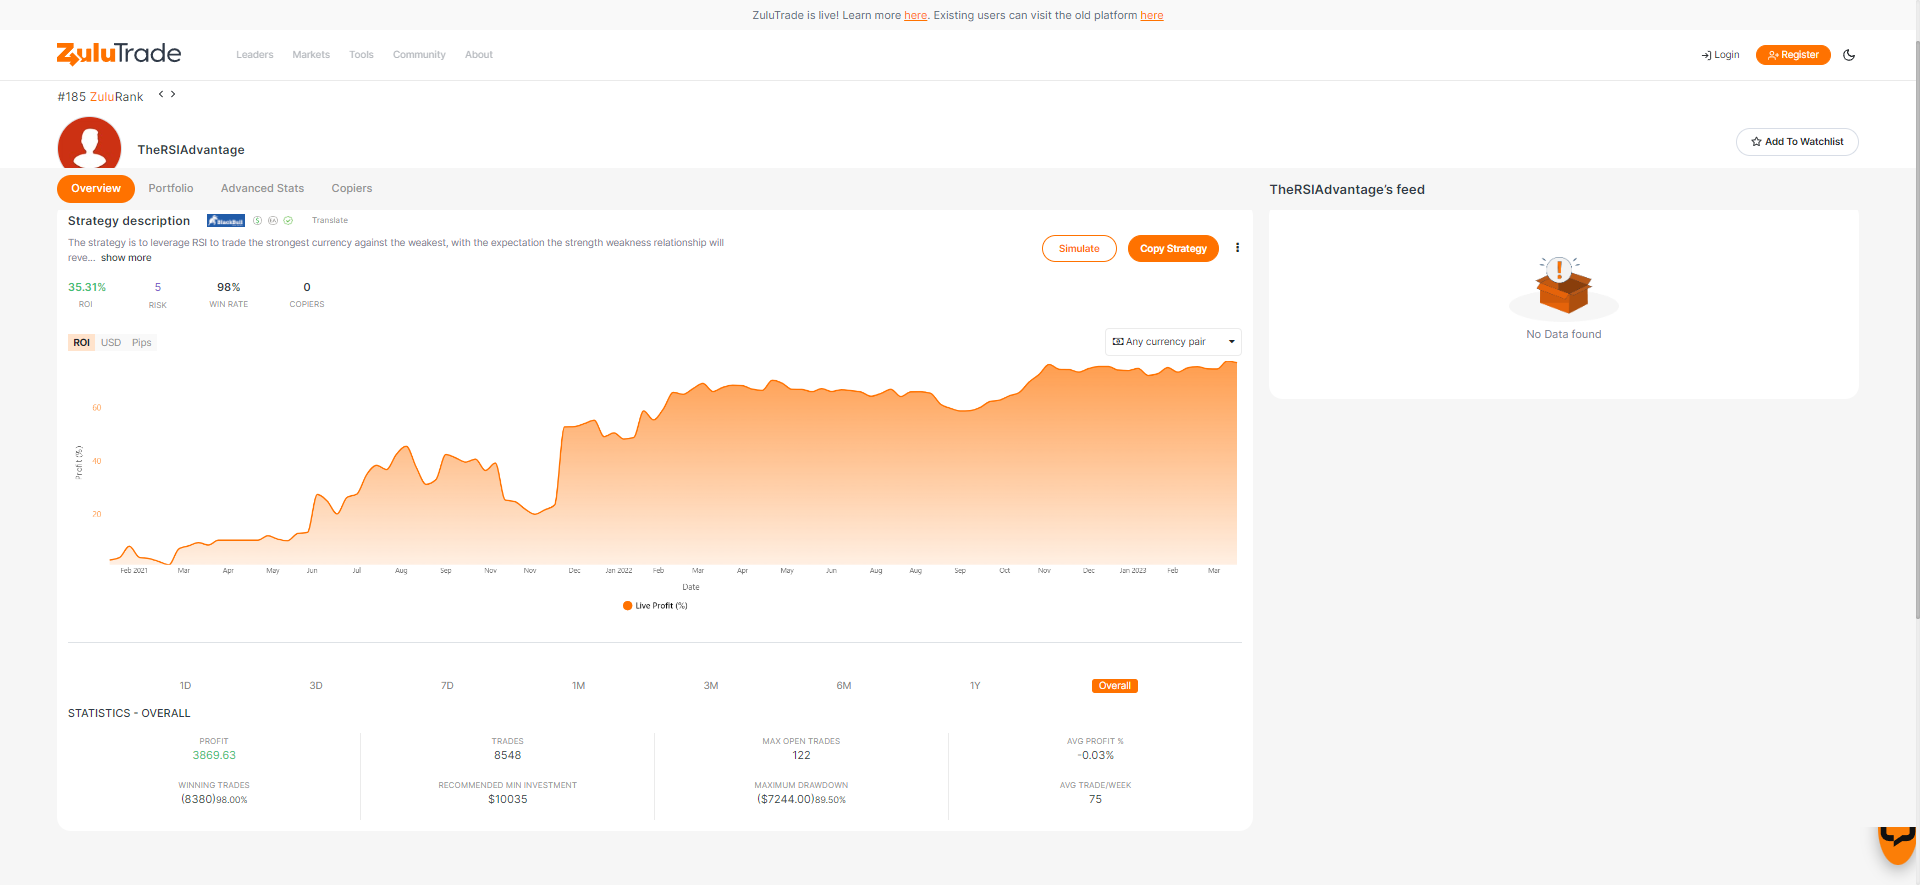 ZuluTrade is live! Learn more here. Existing users can visit the old platform here
ZuluTrade
Leaders Markets Tools Community About
Login Register
#185 ZuluRank
TheRSIAdvantage
Add To Watchlist
Overview Portfolio Advanced Stats Copiers
TheRSIAdvantage's feed
Strategy description BlackBull Translate
The strategy is to leverage RSI to trade the strongest currency against the weakest, with the expectation the strength weakness relationship will
reve... show more
Simulate Copy Strategy
35.31% 5 98% 0
ROI RISK WIN RATE COPIERS
No Data found
ROI USD Pips
Any currency pair
60
40
20
Profit (%)
Feb 2021 Mar Apr May Jun Jul Aug Sep Nov Nov Dec Jan 2022 Feb Mar Apr May Jun Aug Aug Sep Oct Nov Dec Jan 2023 Feb Mar
Date
Live Profit (%)
1D 3D 7D 1M 3M 6M 1Y Overall
STATISTICS - OVERALL
PROFIT TRADES MAX OPEN TRADES AVG PROFIT %
3869.63 8548 122 -0.03%
WINNING TRADES RECOMMENDED MIN INVESTMENT MAXIMUM DRAWDOWN AVG TRADE/WEEK
(8380)98.00% $10035 ($7244.00)89.50% 75